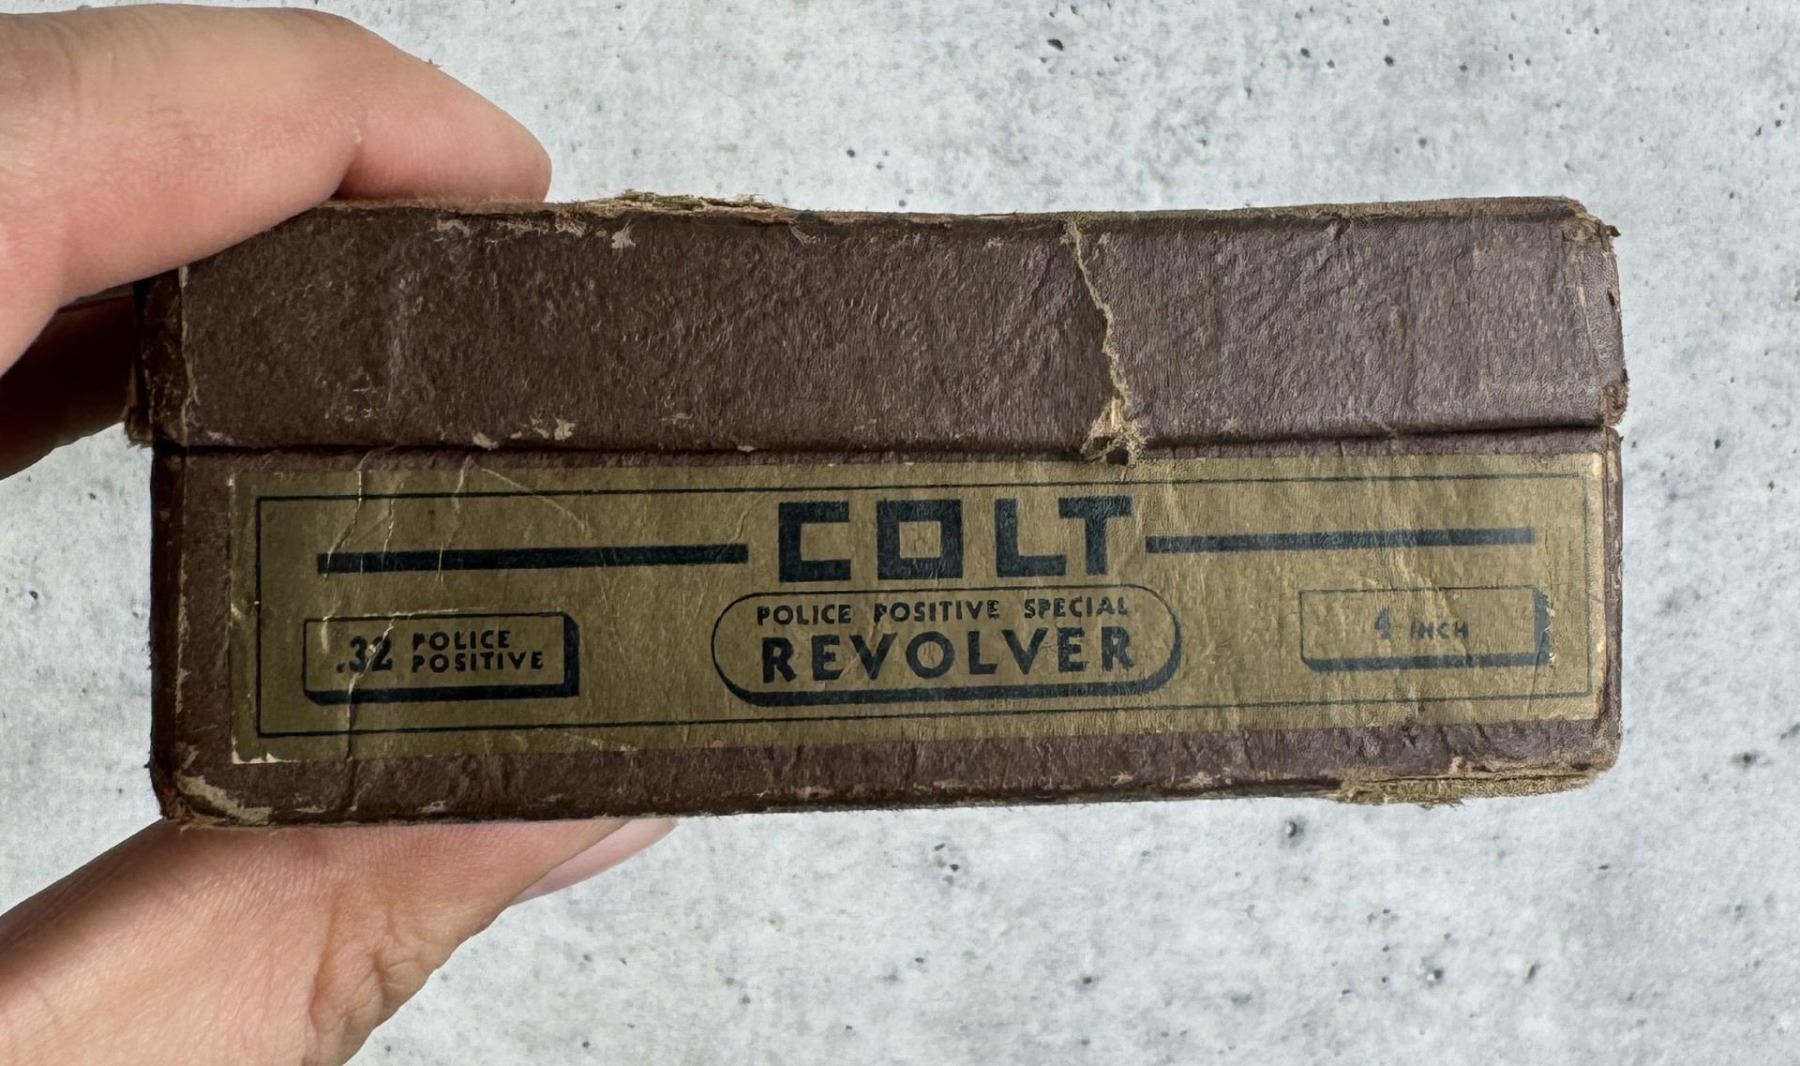 COLT
POLICE POSITIVE SPECIAL
REVOLVER
.32 POLICE
POSITIVE
4 INCH